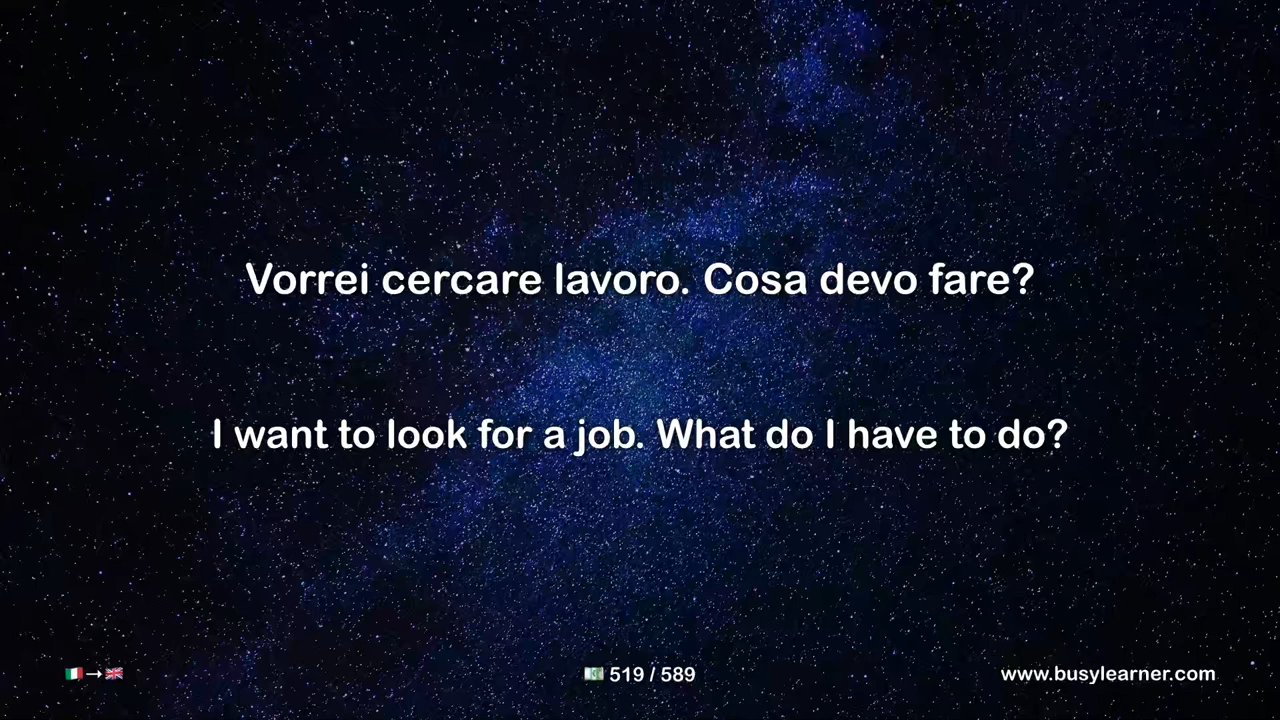 Vorrei cercare lavoro. Cosa devo fare?
I want to look for a job. What do I have to do?
🇮🇹→🇬🇧 💵 519 / 589 www.busylearner.com